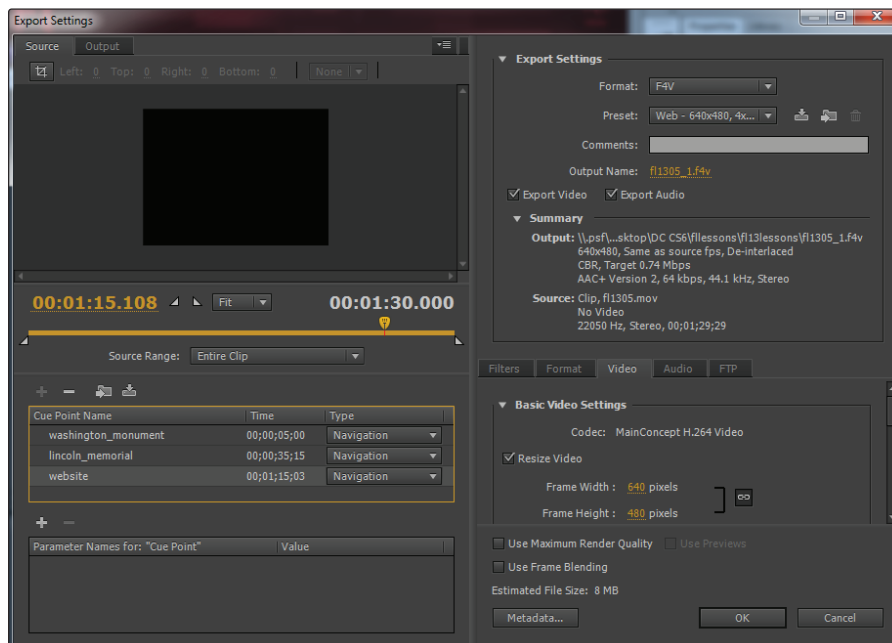 Export Settings
Source Output
Left: 0 Top: 0 Right: 0 Bottom: 0 None
00:01:15.108 Fit 00:01:30.000
Source Range: Entire Clip
Cue Point Name Time Type
washington_monument 00;00;05;00 Navigation
lincoln_memorial 00;00;35;15 Navigation
website 00;01;15;03 Navigation
Parameter Names for: "Cue Point" Value
Export Settings
Format: F4V
Preset: Web - 640x480, 4x...
Comments:
Output Name: fl1305_1.f4v
Export Video Export Audio
Summary
Output: \\.psf\...sktop\DC CS6\fllessons\fl13lessons\fl1305_1.f4v
640x480, Same as source fps, De-interlaced
CBR, Target 0.74 Mbps
AAC+ Version 2, 64 kbps, 44.1 kHz, Stereo
Source: Clip, fl1305.mov
No Video
22050 Hz, Stereo, 00;01;29;29
Filters Format Video Audio FTP
Basic Video Settings
Codec: MainConcept H.264 Video
Resize Video
Frame Width : 640 pixels
Frame Height : 480 pixels
Use Maximum Render Quality Use Previews
Use Frame Blending
Estimated File Size: 8 MB
Metadata... OK Cancel